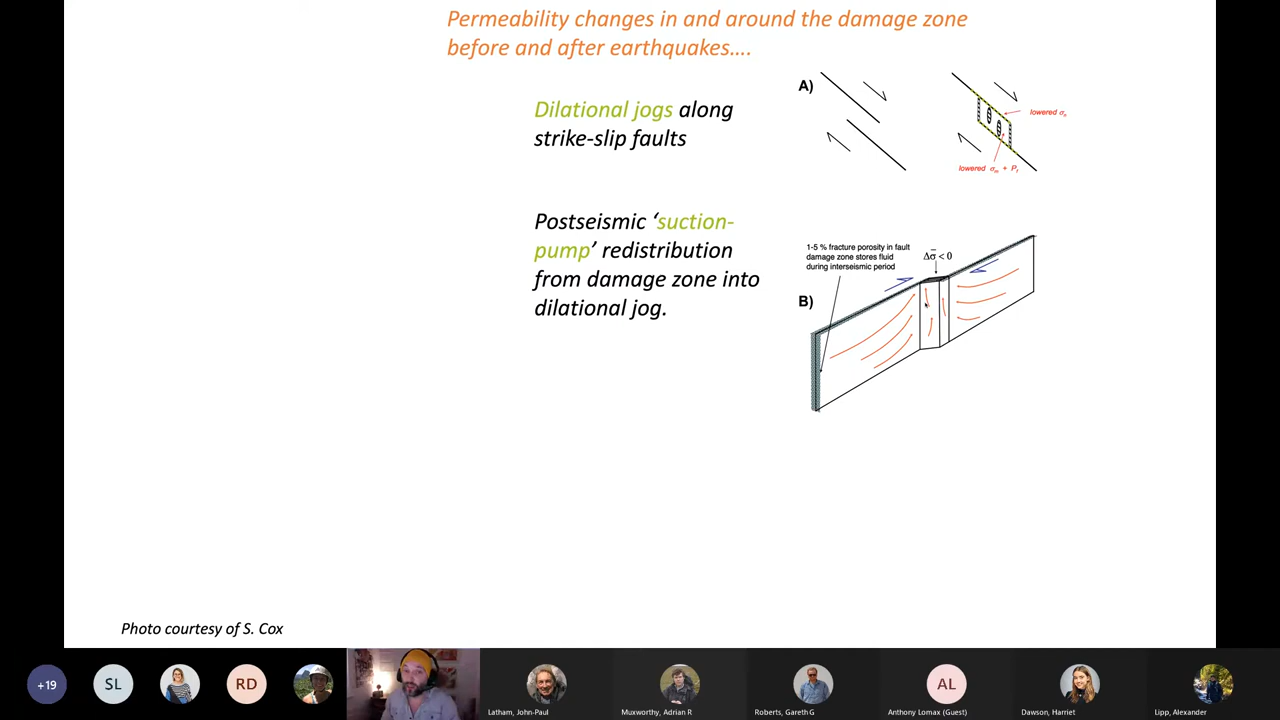 Permeability changes in and around the damage zone
before and after earthquakes….
Dilational jogs along
strike-slip faults
A)
lowered σn
lowered σm + Pf
Postseismic ‘suction-
pump’ redistribution
from damage zone into
dilational jog.
1-5 % fracture porosity in fault
damage zone stores fluid
during interseismic period
Δσ̄ < 0
B)
Photo courtesy of S. Cox
+19
SL
RD
AL
Latham, John-Paul
Muxworthy, Adrian R
Roberts, Gareth G
Anthony Lomax (Guest)
Dawson, Harriet
Lipp, Alexander